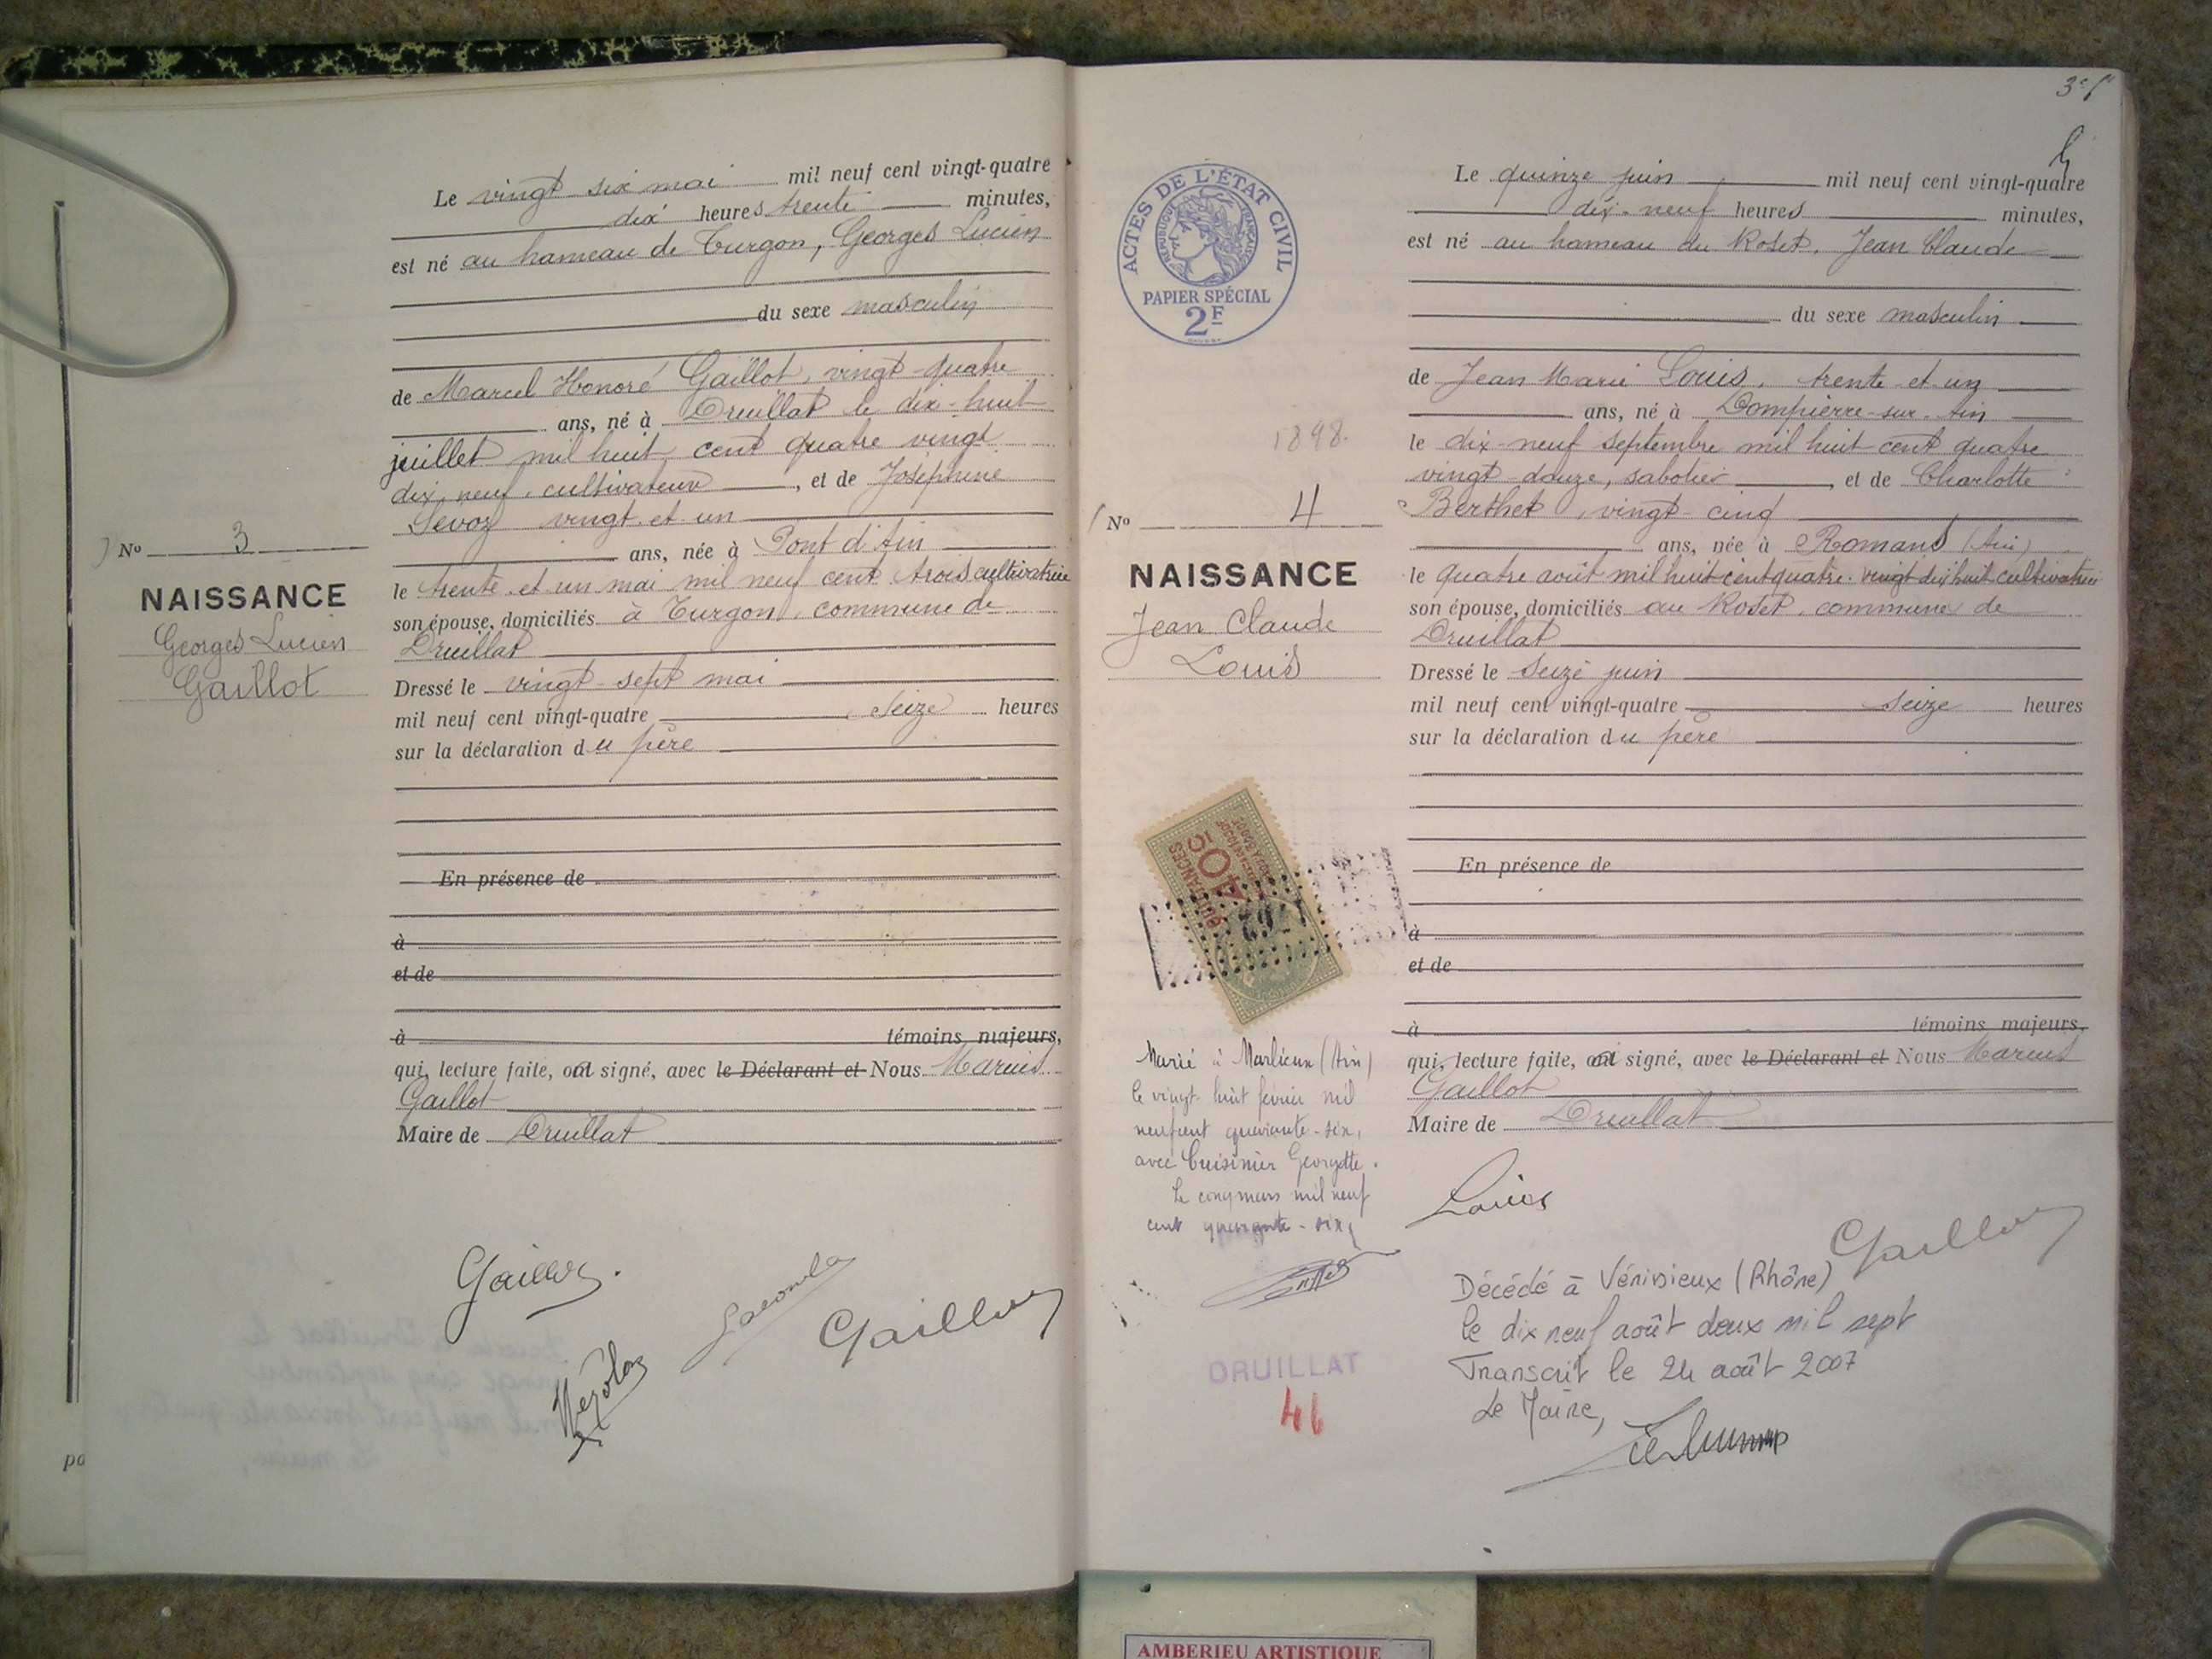 Le vingt six mai mil neuf cent vingt-quatre
dix heures trente minutes,
est né au hameau de Turgon, Georges Lucien
du sexe masculin
de Marcel Honoré Gaillot, vingt-quatre
ans, né à Druillat le dix-huit
juillet mil huit cent quatre vingt
dix-neuf, cultivateur, et de Joséphine
vingt et un
ans, née à Pont d'Ain
le trente et un mai mil neuf cent trois cultivatrice
son épouse, domiciliés à Turgon, commune de
Druillat
Dressé le vingt-sept mai
mil neuf cent vingt-quatre seize heures
sur la déclaration du père
En présence de
à
et de
à témoins majeurs,
qui, lecture faite, ont signé, avec le Déclarant et Nous Marius
Gaillot
Maire de Druillat
No 3
NAISSANCE
Georges Lucien
Gaillot
Gaillot
Gaillot
3e f
Le quinze juin mil neuf cent vingt-quatre
dix-neuf heures minutes,
est né au hameau du Roset, Jean Claude
du sexe masculin
de Jean Marie Louis, trente et un
ans, né à Dompierre-sur-Ain
le dix-neuf septembre mil huit cent quatre
vingt-douze, sabotier, et de Charlotte
Berthet, vingt-cinq
ans, née à Romans (Ain)
le quatre août mil huit cent quatre-vingt dix huit cultivatrice
son épouse, domiciliés au Roset, commune de
Druillat
Dressé le seize juin
mil neuf cent vingt-quatre seize heures
sur la déclaration du père
En présence de
à
et de
à témoins majeurs,
qui, lecture faite, ont signé, avec le Déclarant et Nous Marius
Gaillot
Maire de Druillat
ACTES DE L'ÉTAT CIVIL
RÉPUBLIQUE FRANÇAISE
PAPIER SPÉCIAL
2F
1898.
No 4
NAISSANCE
Jean Claude
Louis
QUITTANCES
40c
Marié à Marlieux (Ain)
le vingt-huit février mil
neufcent quarante-six,
avec Cuisinier Georgette.
Le cinq mars mil neuf
cent quarante-six
DRUILLAT
46
Louis
Gaillot
Décédé à Vénissieux (Rhône)
le dix neuf août deux mil sept
Transcrit le 24 août 2007
Le Maire,
AMBERIEU ARTISTIQUE